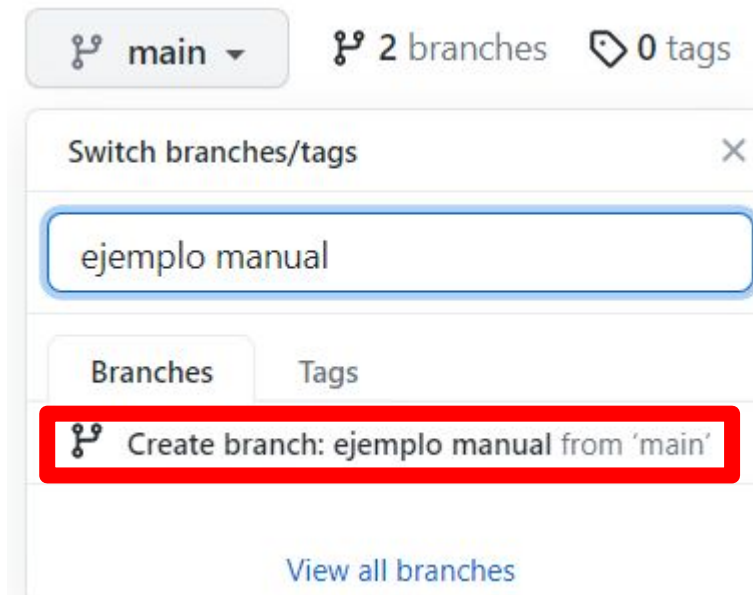 main 2 branches 0 tags
Switch branches/tags
ejemplo manual
Branches Tags
Create branch: ejemplo manual from 'main'
View all branches